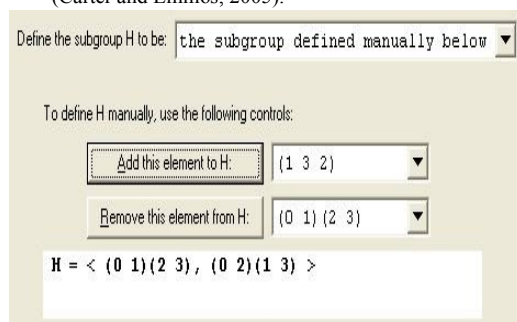 (Carter and Emmos, 2005).
Define the subgroup H to be: the subgroup defined manually below
To define H manually, use the following controls:
Add this element to H: (1 3 2)
Remove this element from H: (0 1)(2 3)
H = < (0 1)(2 3), (0 2)(1 3) >